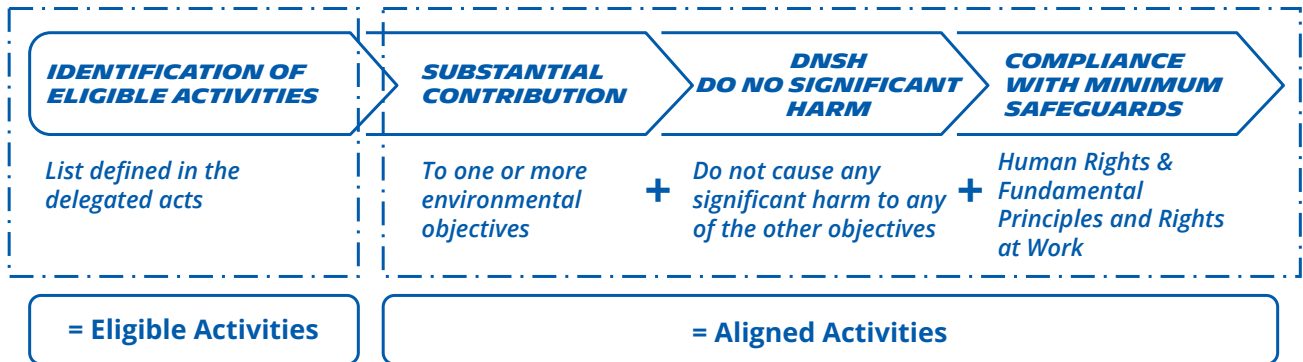 IDENTIFICATION OF
ELIGIBLE ACTIVITIES
SUBSTANTIAL
CONTRIBUTION
DNSH
DO NO SIGNIFICANT
HARM
COMPLIANCE
WITH MINIMUM
SAFEGUARDS
List defined in the
delegated acts
To one or more
environmental
objectives
+
Do not cause any
significant harm to any
of the other objectives
+
Human Rights &
Fundamental
Principles and Rights
at Work
= Eligible Activities
= Aligned Activities